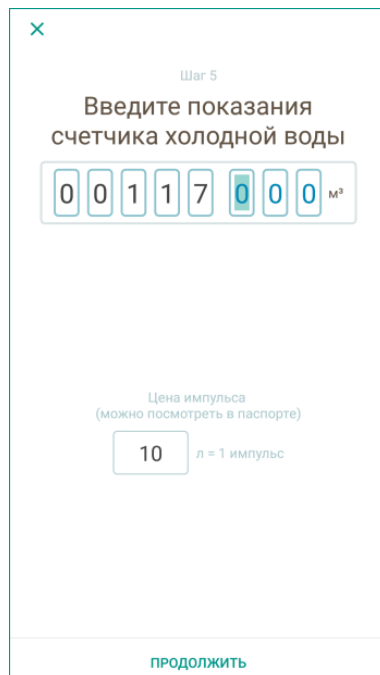 Шаг 5
Введите показания
счетчика холодной воды
0 0 1 1 7 0 0 0 м³
Цена импульса
(можно посмотреть в паспорте)
10 л = 1 импульс
ПРОДОЛЖИТЬ